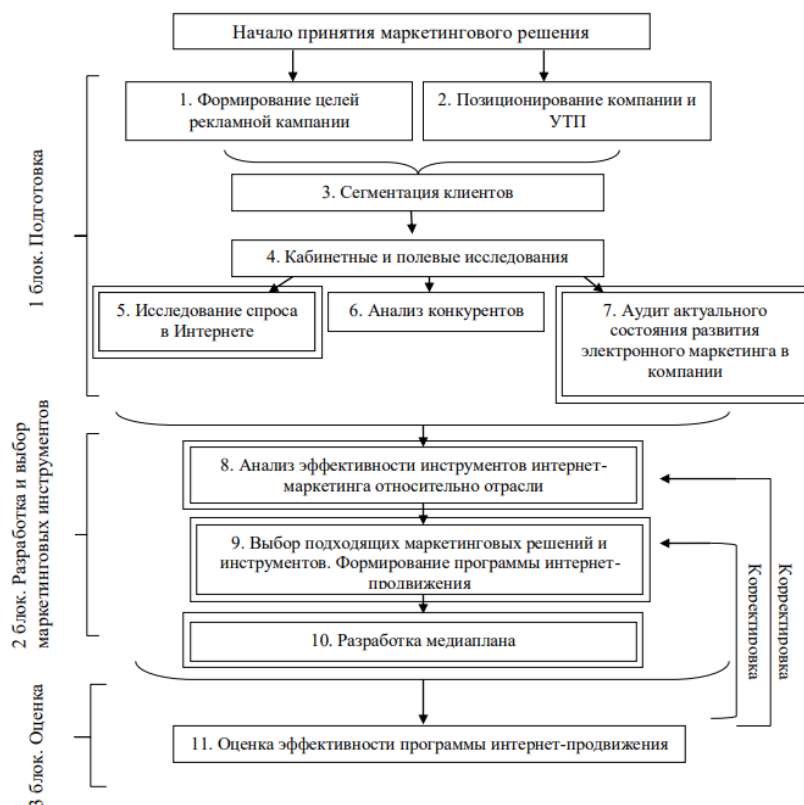 Начало принятия маркетингового решения
1. Формирование целей
рекламной кампании
2. Позиционирование компании и
УТП
3. Сегментация клиентов
4. Кабинетные и полевые исследования
5. Исследование спроса
в Интернете
6. Анализ конкурентов
7. Аудит актуального
состояния развития
электронного маркетинга в
компании
1 блок. Подготовка
8. Анализ эффективности инструментов интернет-
маркетинга относительно отрасли
9. Выбор подходящих маркетинговых решений и
инструментов. Формирование программы интернет-
продвижения
10. Разработка медиаплана
2 блок. Разработка и выбор
маркетинговых инструментов
Корректировка
Корректировка
11. Оценка эффективности программы интернет-продвижения
3 блок. Оценка